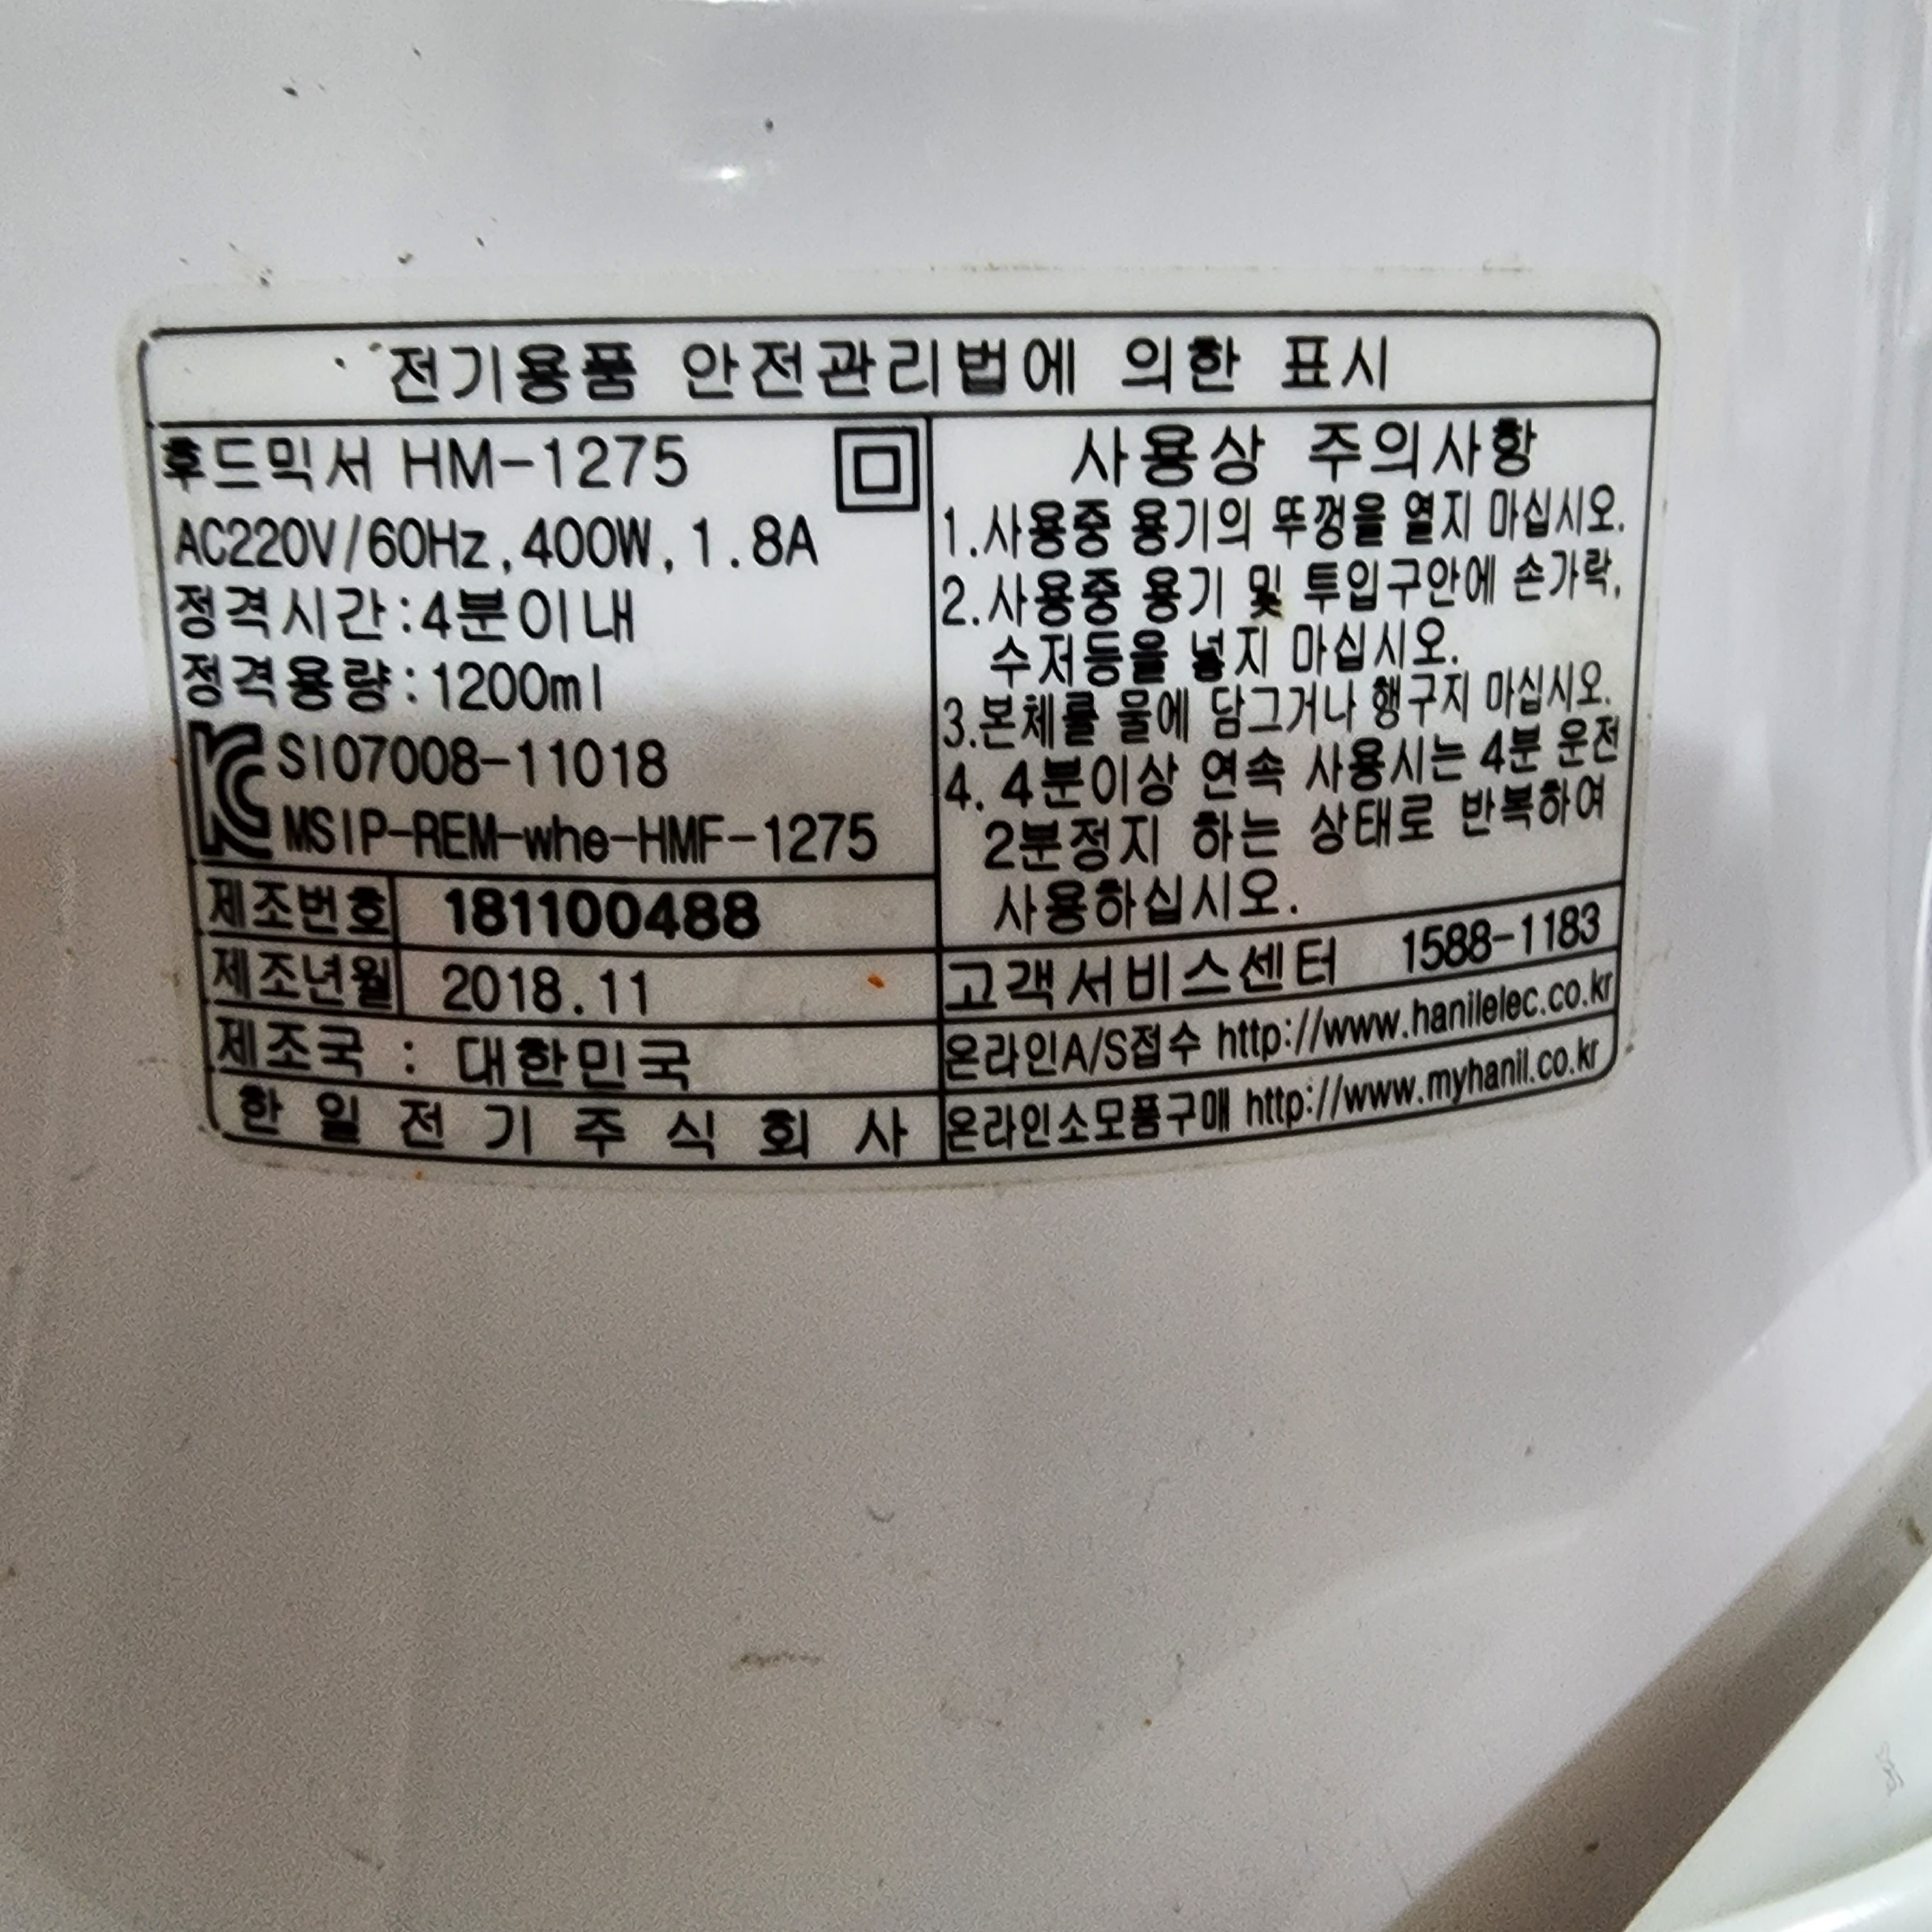 전기용품 안전관리법에 의한 표시
후드믹서 HM-1275
AC220V/60Hz, 400W, 1.8A
정격시간:4분이내
정격용량:1200ml
SI07008-11018
MSIP-REM-whe-HMF-1275
제조번호 181100488
제조년월 2018.11
제조국 : 대한민국
한일전기주식회사
사용상 주의사항
1.사용중 용기의 뚜껑을 열지 마십시오.
2.사용중 용기 및 투입구안에 손가락,
수저등을 넣지 마십시오.
3.본체를 물에 담그거나 행구지 마십시오.
4. 4분이상 연속 사용시는 4분 운전
2분정지 하는 상태로 반복하여
사용하십시오.
고객서비스센터 1588-1183
온라인A/S접수 http://www.hanilelec.co.kr
온라인소모품구매 http://www.myhanil.co.kr